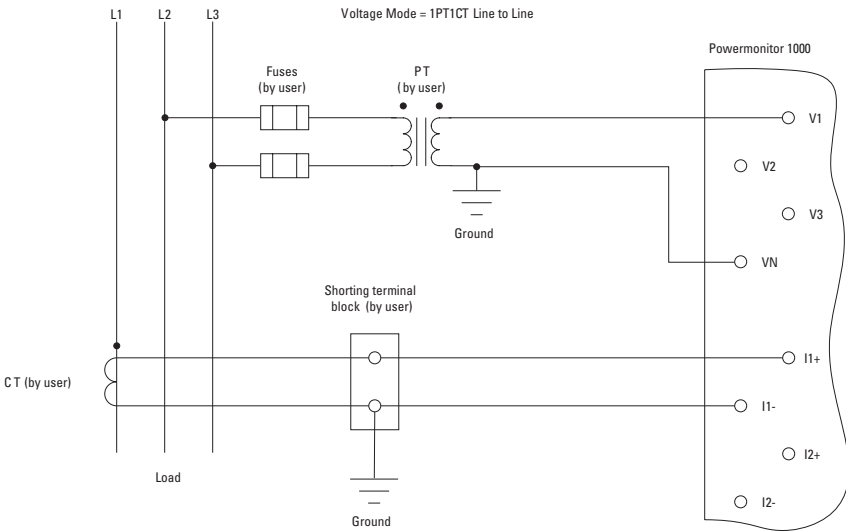 L1 L2 L3
Voltage Mode = 1PT1CT Line to Line
Powermonitor 1000
Fuses
(by user)
PT
(by user)
V1
V2
V3
Ground
VN
Shorting terminal
block (by user)
CT (by user)
I1+
I1-
I2+
Load
I2-
Ground